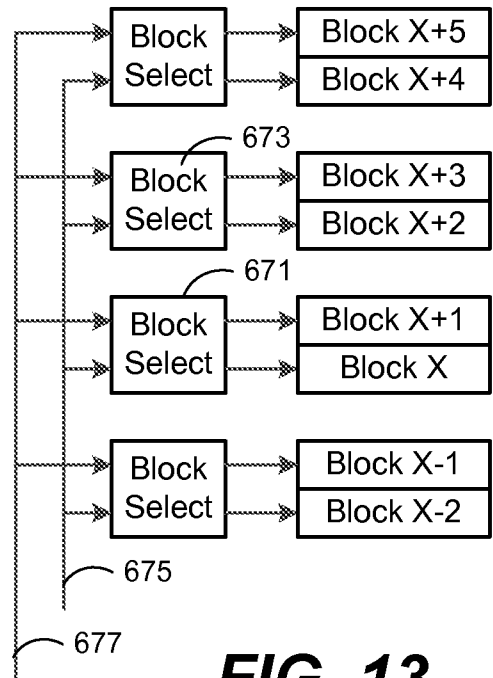 Block Select
Block X+5
Block X+4
673
Block Select
Block X+3
Block X+2
671
Block Select
Block X+1
Block X
Block Select
Block X-1
Block X-2
675
677
FIG. 13